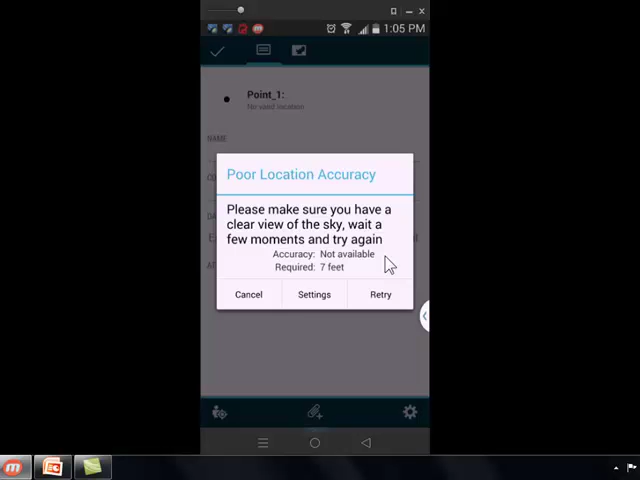 1:05 PM
Point_1:
No valid location
NAME
Poor Location Accuracy
Please make sure you have a
clear view of the sky, wait a
few moments and try again
Accuracy: Not available
Required: 7 feet
Cancel
Settings
Retry